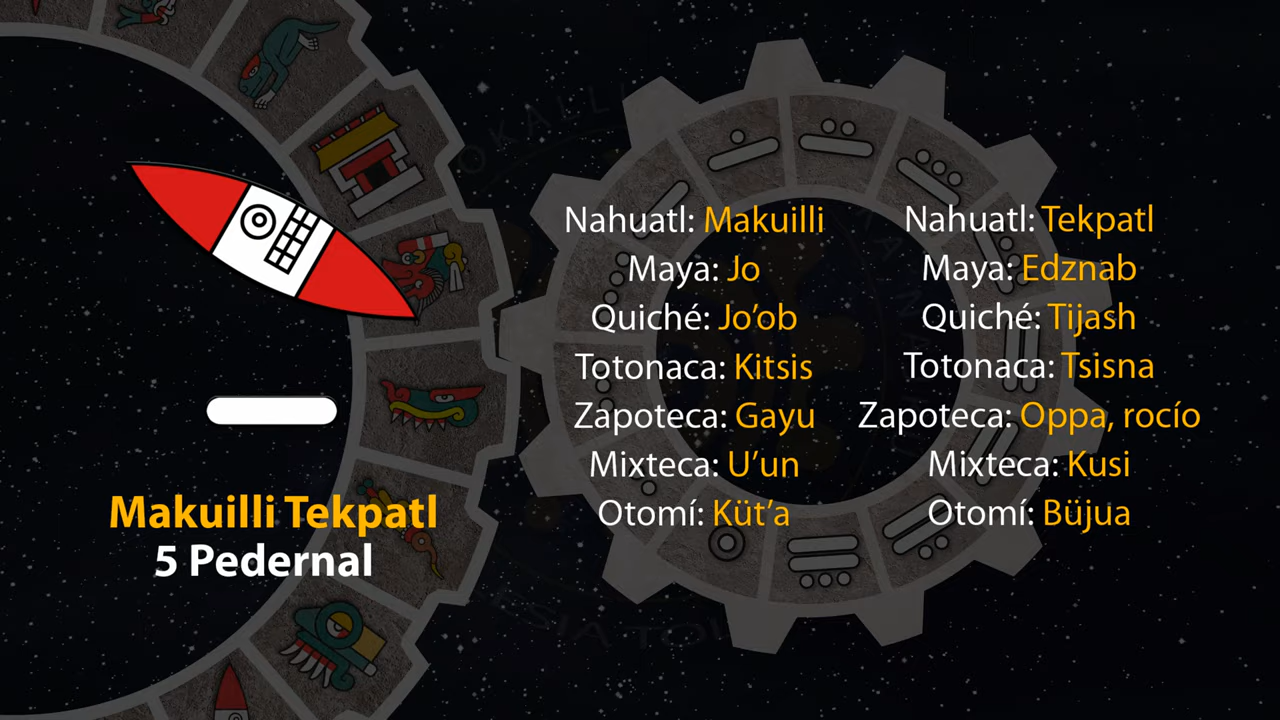 Makuilli Tekpatl
5 Pedernal
Nahuatl: Makuilli
Maya: Jo
Quiché: Jo’ob
Totonaca: Kitsis
Zapoteca: Gayu
Mixteca: U’un
Otomí: Küt’a
Nahuatl: Tekpatl
Maya: Edznab
Quiché: Tijash
Totonaca: Tsisna
Zapoteca: Oppa, rocío
Mixteca: Kusi
Otomí: Büjua